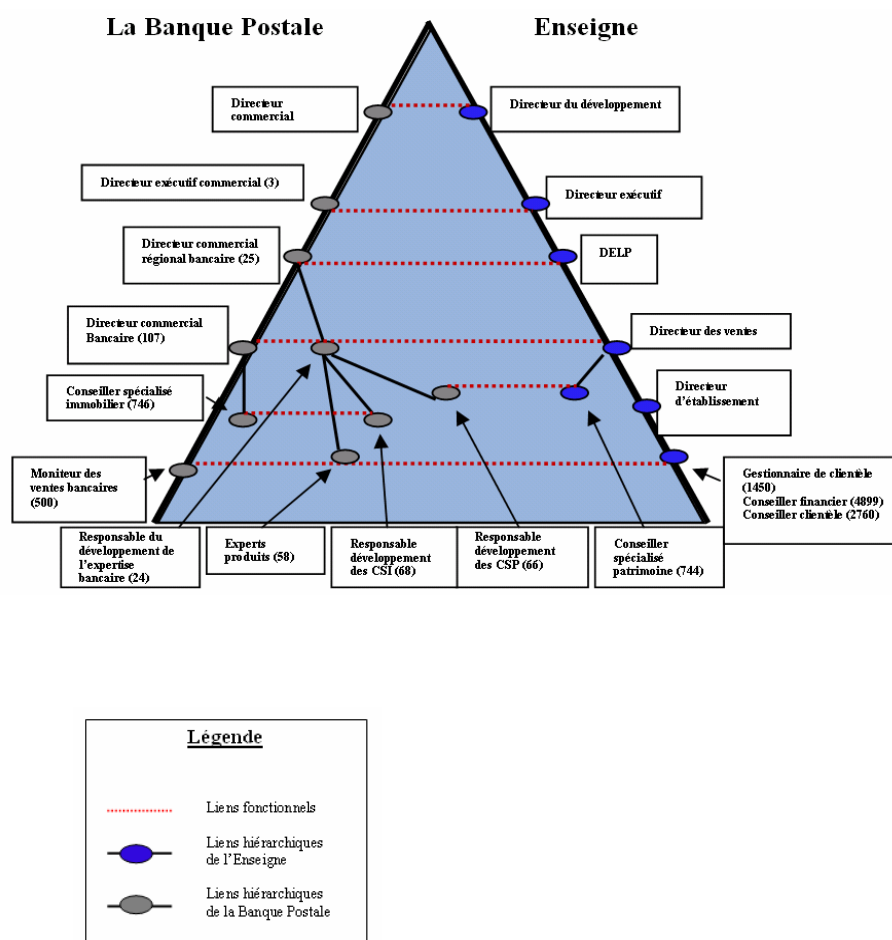 La Banque Postale
Enseigne
Directeur
commercial
Directeur du développement
Directeur exécutif commercial (3)
Directeur exécutif
Directeur commercial
régional bancaire (25)
DELP
Directeur commercial
Bancaire (107)
Directeur des ventes
Conseiller spécialisé
immobilier (746)
Directeur
d'établissement
Moniteur des
ventes bancaires
(500)
Gestionnaire de clientèle
(1450)
Conseiller financier (4899)
Conseiller clientèle (2760)
Responsable du
développement de
l'expertise
bancaire (24)
Experts
produits (58)
Responsable
développement
des CSI (68)
Responsable
développement
des CSP (66)
Conseiller
spécialisé
patrimoine (744)
Légende
Liens fonctionnels
Liens hiérarchiques
de l'Enseigne
Liens hiérarchiques
de la Banque Postale